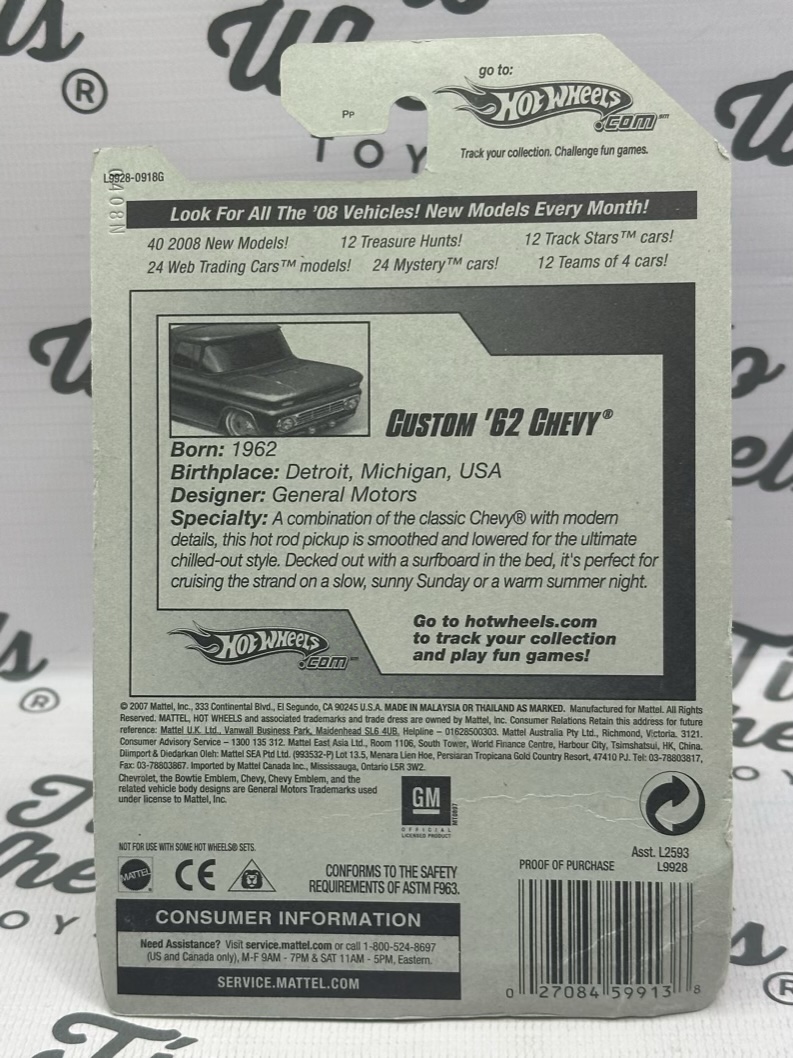 go to:
Hot Wheels
.com℠
Pp
Track your collection. Challenge fun games.
L9928-0918G
Look For All The '08 Vehicles! New Models Every Month!
40 2008 New Models! 12 Treasure Hunts! 12 Track Stars™ cars!
24 Web Trading Cars™ models! 24 Mystery™ cars! 12 Teams of 4 cars!
Custom '62 Chevy®
Born: 1962
Birthplace: Detroit, Michigan, USA
Designer: General Motors
Specialty: A combination of the classic Chevy® with modern
details, this hot rod pickup is smoothed and lowered for the ultimate
chilled-out style. Decked out with a surfboard in the bed, it's perfect for
cruising the strand on a slow, sunny Sunday or a warm summer night.
Hot Wheels
.com℠
Go to hotwheels.com
to track your collection
and play fun games!
© 2007 Mattel, Inc., 333 Continental Blvd., El Segundo, CA 90245 U.S.A. MADE IN MALAYSIA OR THAILAND AS MARKED. Manufactured for Mattel. All Rights
Reserved. MATTEL, HOT WHEELS and associated trademarks and trade dress are owned by Mattel, Inc. Consumer Relations Retain this address for future
reference: Mattel U.K. Ltd., Vanwall Business Park, Maidenhead SL6 4UB. Helpline – 01628500303. Mattel Australia Pty Ltd., Richmond, Victoria. 3121.
Consumer Advisory Service – 1300 135 312. Mattel East Asia Ltd., Room 1106, South Tower, World Finance Centre, Harbour City, Tsimshatsui, HK, China.
Diimport & Diedarkan Oleh: Mattel SEA Ptd Ltd. (993532-P) Lot 13.5, Menara Lien Hoe, Persiaran Tropicana Gold Country Resort, 47410 PJ. Tel: 03-78803817,
Fax: 03-78803867. Imported by Mattel Canada Inc., Mississauga, Ontario L5R 3W2.
Chevrolet, the Bowtie Emblem, Chevy, Chevy Emblem, and the
related vehicle body designs are General Motors Trademarks used
under license to Mattel, Inc.
GM
OFFICIAL
LICENSED PRODUCT
NOT FOR USE WITH SOME HOT WHEELS® SETS.
MATTEL
CE
CONFORMS TO THE SAFETY
REQUIREMENTS OF ASTM F963.
PROOF OF PURCHASE
Asst. L2593
L9928
CONSUMER INFORMATION
Need Assistance? Visit service.mattel.com or call 1-800-524-8697
(US and Canada only), M-F 9AM - 7PM & SAT 11AM - 5PM, Eastern.
SERVICE.MATTEL.COM
0 27084 59913 8